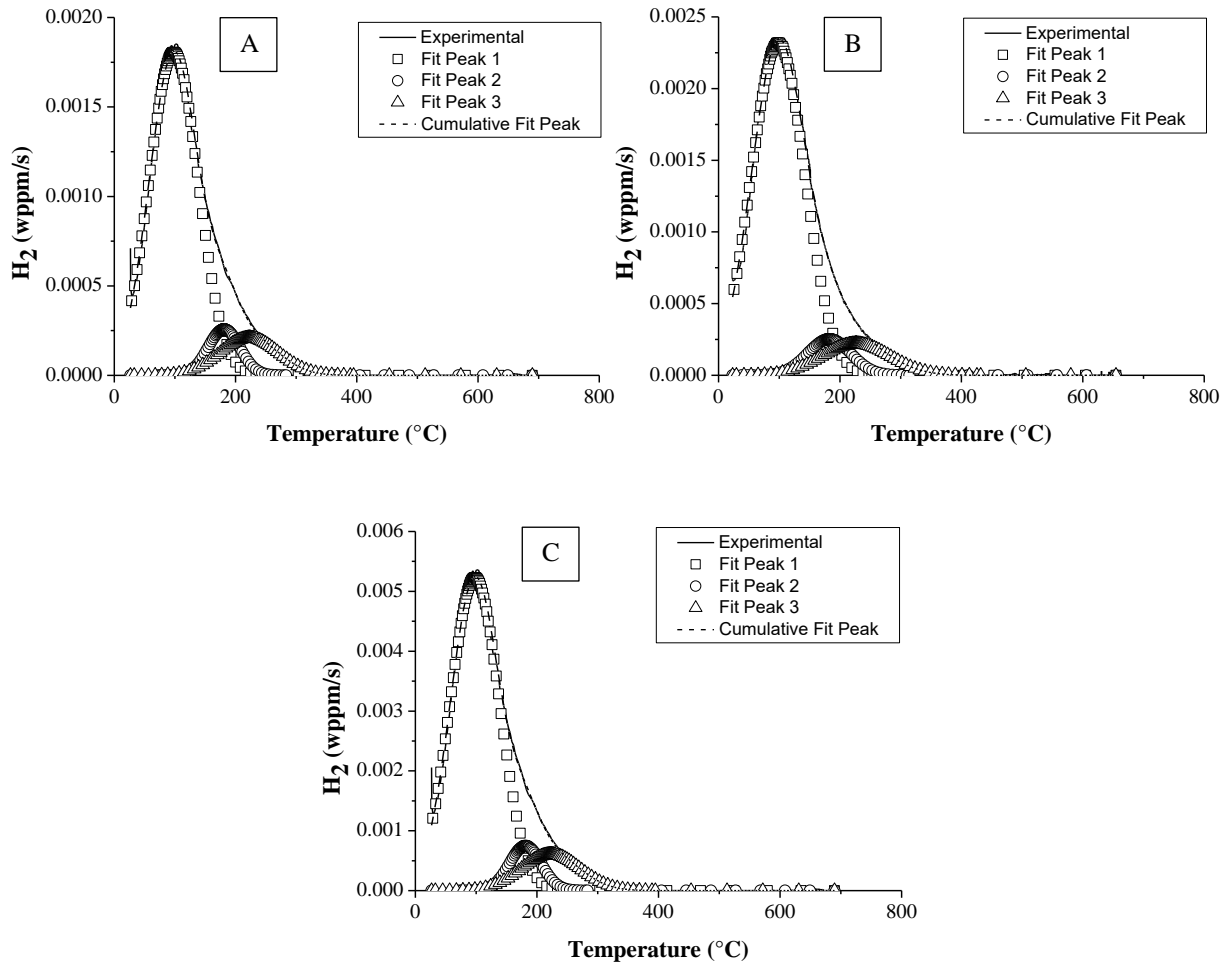 0.0020
0.0015
0.0010
0.0005
0.0000
H2 (wppm/s)
A
Experimental
Fit Peak 1
Fit Peak 2
Fit Peak 3
Cumulative Fit Peak
0 200 400 600 800
Temperature (°C)
0.0025
0.0020
0.0015
0.0010
0.0005
0.0000
H2 (wppm/s)
B
Experimental
Fit Peak 1
Fit Peak 2
Fit Peak 3
Cumulative Fit Peak
0 200 400 600 800
Temperature (°C)
0.006
0.005
0.004
0.003
0.002
0.001
0.000
H2 (wppm/s)
C
Experimental
Fit Peak 1
Fit Peak 2
Fit Peak 3
Cumulative Fit Peak
0 200 400 600 800
Temperature (°C)